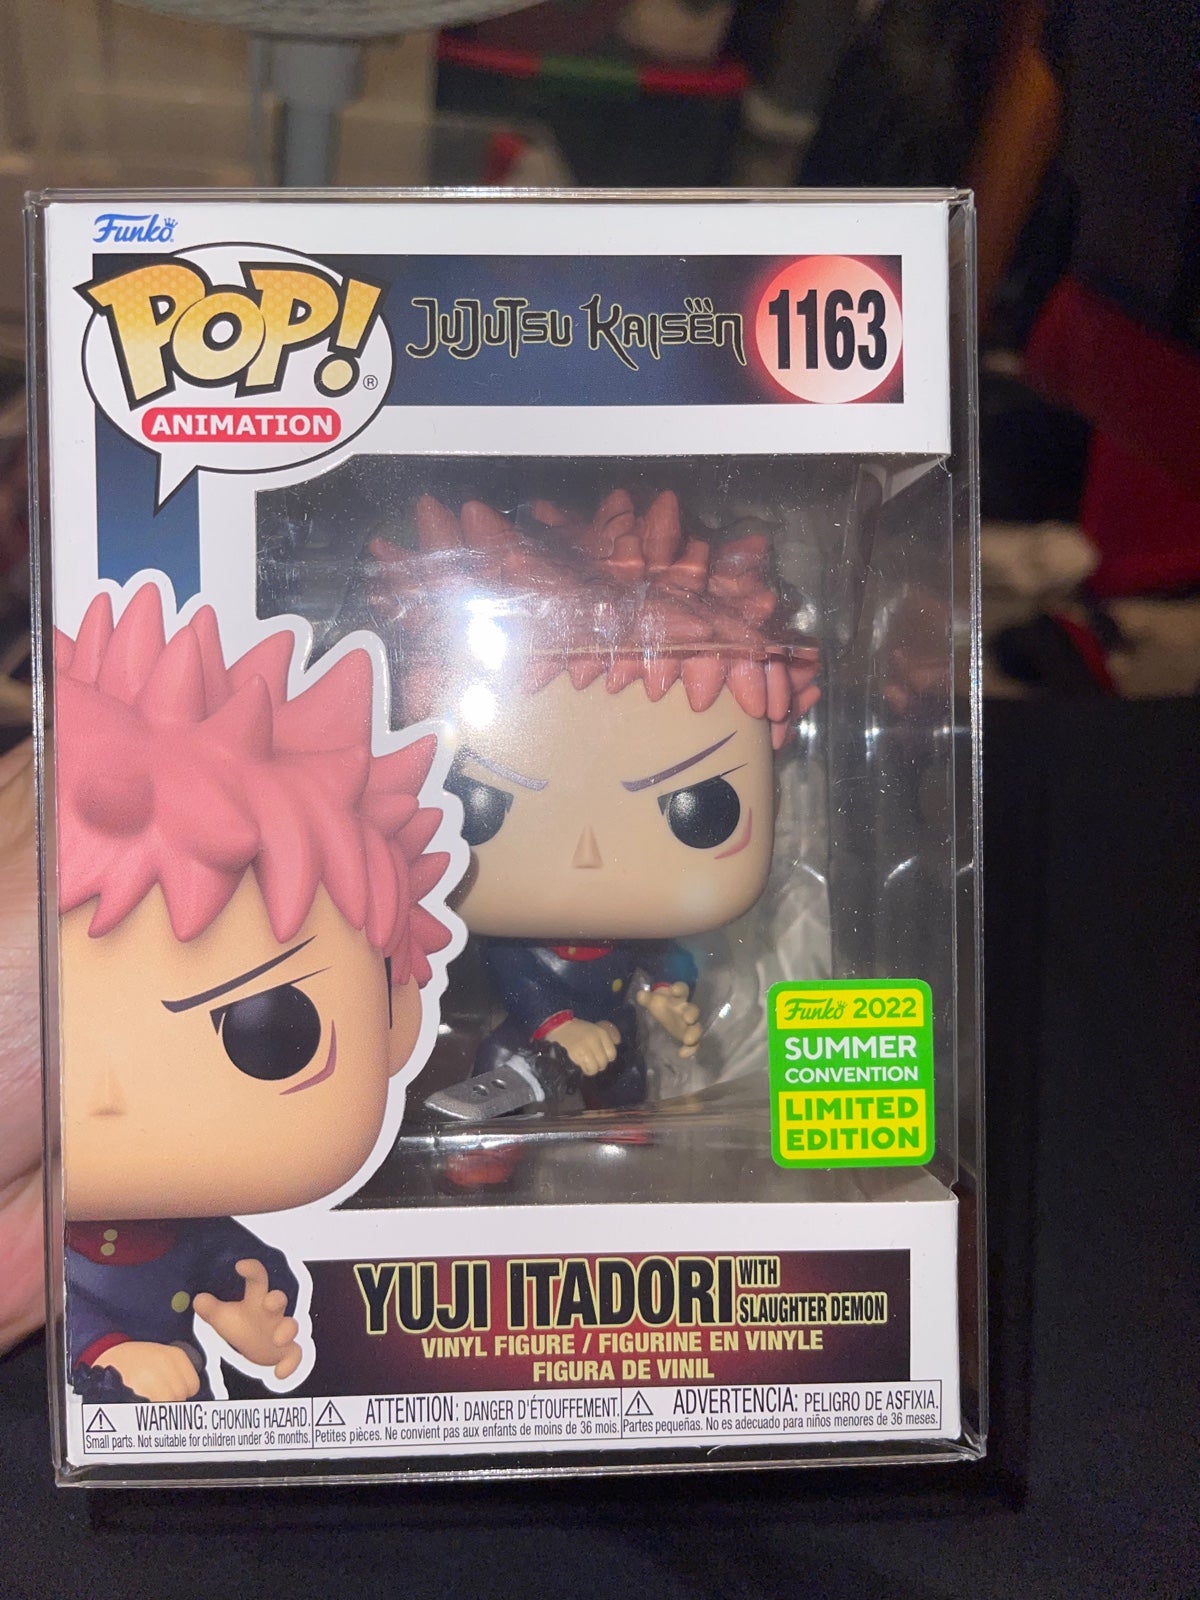 Funko
POP!®
ANIMATION
JUJUTSU KAISEN
1163
Funko 2022
SUMMER
CONVENTION
LIMITED
EDITION
YUJI ITADORI WITH SLAUGHTER DEMON
VINYL FIGURE / FIGURINE EN VINYLE
FIGURA DE VINIL
WARNING: CHOKING HAZARD.
Small parts. Not suitable for children under 36 months.
ATTENTION: DANGER D'ÉTOUFFEMENT.
Petites pièces. Ne convient pas aux enfants de moins de 36 mois.
ADVERTENCIA: PELIGRO DE ASFIXIA.
Partes pequeñas. No es adecuado para niños menores de 36 meses.